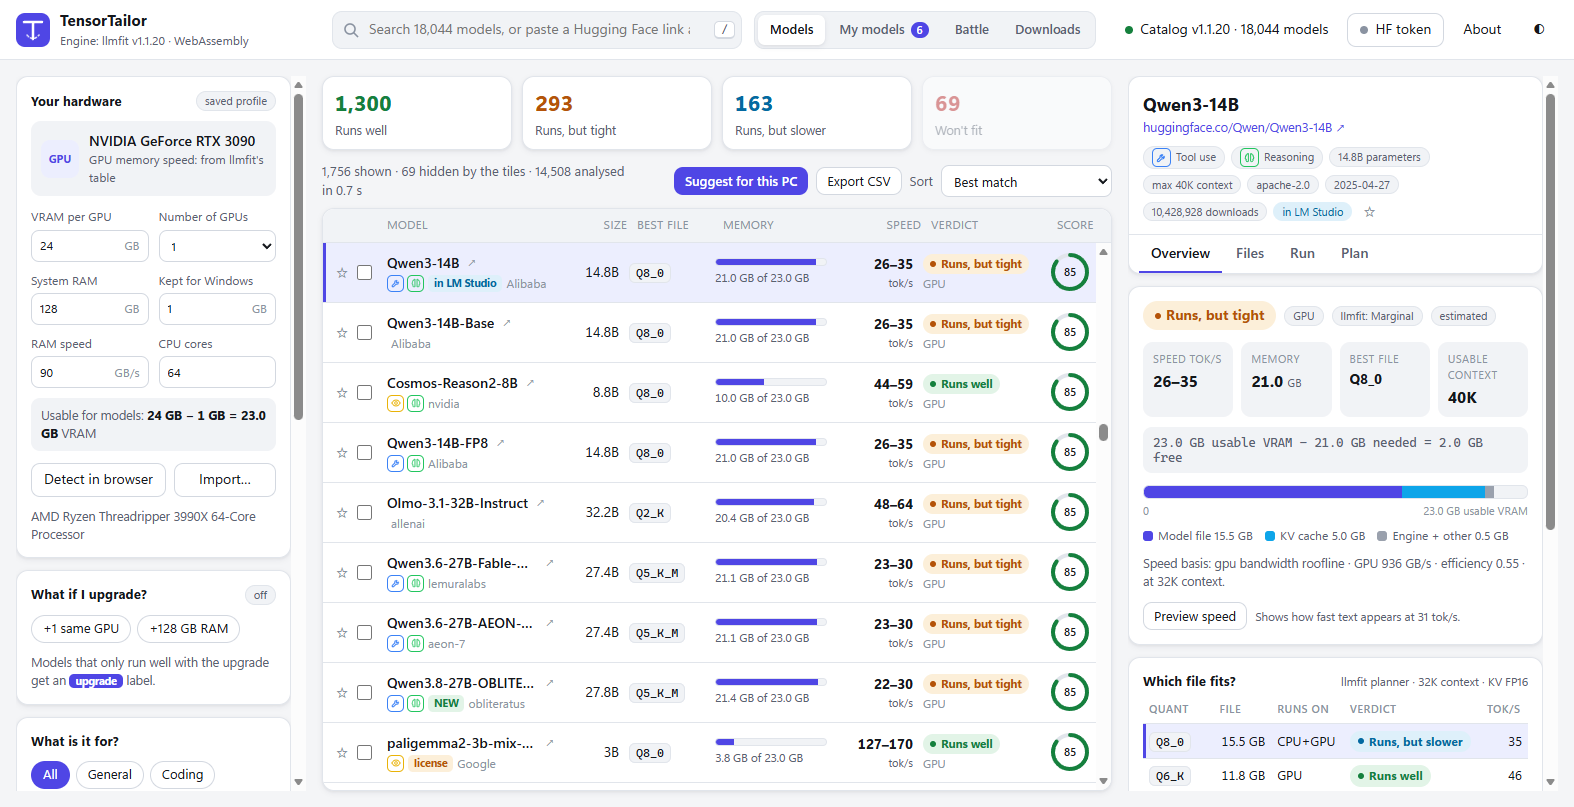 TensorTailor
Engine: llmfit v1.1.20 · WebAssembly
Search 18,044 models, or paste a Hugging Face link
/
Models
My models 6
Battle
Downloads
Catalog v1.1.20 · 18,044 models
HF token
About
Your hardware
saved profile
GPU
NVIDIA GeForce RTX 3090
GPU memory speed: from llmfit's
table
VRAM per GPU
Number of GPUs
24 GB
1
System RAM
Kept for Windows
128 GB
1 GB
RAM speed
CPU cores
90 GB/s
64
Usable for models: 24 GB − 1 GB = 23.0
GB VRAM
Detect in browser
Import...
AMD Ryzen Threadripper 3990X 64-Core
Processor
What if I upgrade?
off
+1 same GPU
+128 GB RAM
Models that only run well with the upgrade
get an upgrade label.
What is it for?
All
General
Coding
1,300
Runs well
293
Runs, but tight
163
Runs, but slower
69
Won't fit
1,756 shown · 69 hidden by the tiles · 14,508 analysed
in 0.7 s
Suggest for this PC
Export CSV
Sort
Best match
MODEL SIZE BEST FILE MEMORY SPEED VERDICT SCORE
Qwen3-14B ↗
in LM Studio Alibaba
14.8B
Q8_0
21.0 GB of 23.0 GB
26–35
tok/s
Runs, but tight
GPU
85
Qwen3-14B-Base ↗
Alibaba
14.8B
Q8_0
21.0 GB of 23.0 GB
26–35
tok/s
Runs, but tight
GPU
85
Cosmos-Reason2-8B ↗
nvidia
8.8B
Q8_0
10.0 GB of 23.0 GB
44–59
tok/s
Runs well
GPU
85
Qwen3-14B-FP8 ↗
Alibaba
14.8B
Q8_0
21.0 GB of 23.0 GB
26–35
tok/s
Runs, but tight
GPU
85
Olmo-3.1-32B-Instruct ↗
allenai
32.2B
Q2_K
20.4 GB of 23.0 GB
48–64
tok/s
Runs, but tight
GPU
85
Qwen3.6-27B-Fable-... ↗
lemuralabs
27.4B
Q5_K_M
21.1 GB of 23.0 GB
23–30
tok/s
Runs, but tight
GPU
85
Qwen3.6-27B-AEON-... ↗
aeon-7
27.4B
Q5_K_M
21.1 GB of 23.0 GB
23–30
tok/s
Runs, but tight
GPU
85
Qwen3.8-27B-OBLITE... ↗
NEW obliteratus
27.8B
Q5_K_M
21.4 GB of 23.0 GB
22–30
tok/s
Runs, but tight
GPU
85
paligemma2-3b-mix-... ↗
license Google
3B
Q8_0
3.8 GB of 23.0 GB
127–170
tok/s
Runs well
GPU
85
Qwen3-14B
huggingface.co/Qwen/Qwen3-14B ↗
Tool use
Reasoning
14.8B parameters
max 40K context
apache-2.0
2025-04-27
10,428,928 downloads
in LM Studio
Overview
Files
Run
Plan
Runs, but tight
GPU
llmfit: Marginal
estimated
SPEED TOK/S
26–35
MEMORY
21.0 GB
BEST FILE
Q8_0
USABLE
CONTEXT
40K
23.0 GB usable VRAM − 21.0 GB needed = 2.0 GB
free
0
23.0 GB usable VRAM
Model file 15.5 GB
KV cache 5.0 GB
Engine + other 0.5 GB
Speed basis: gpu bandwidth roofline · GPU 936 GB/s · efficiency 0.55 ·
at 32K context.
Preview speed
Shows how fast text appears at 31 tok/s.
Which file fits?
llmfit planner · 32K context · KV FP16
QUANT FILE RUNS ON VERDICT TOK/S
Q8_0 15.5 GB CPU+GPU Runs, but slower 35
Q6_K 11.8 GB GPU Runs well 46